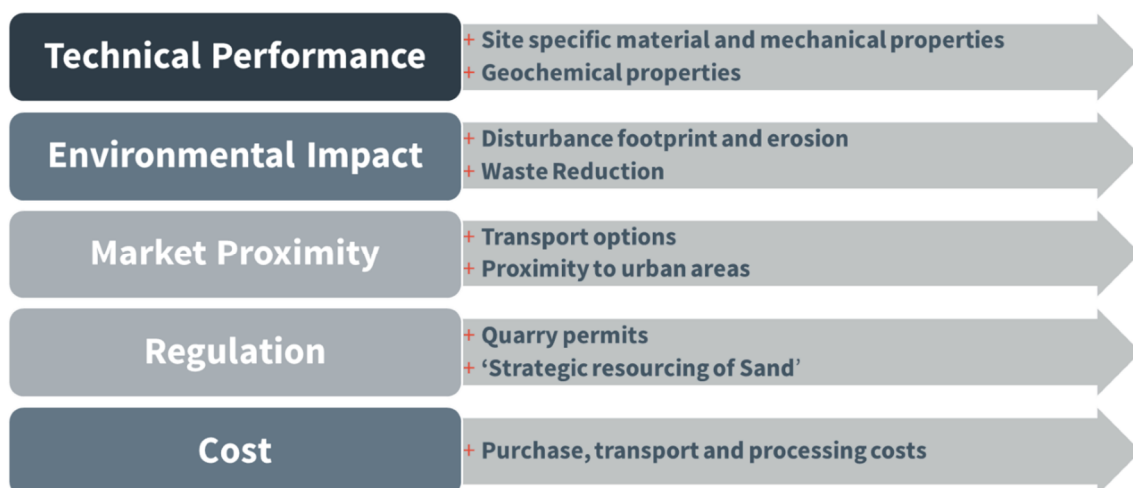 Technical Performance
+ Site specific material and mechanical properties
+ Geochemical properties
Environmental Impact
+ Disturbance footprint and erosion
+ Waste Reduction
Market Proximity
+ Transport options
+ Proximity to urban areas
Regulation
+ Quarry permits
+ ‘Strategic resourcing of Sand’
Cost
+ Purchase, transport and processing costs